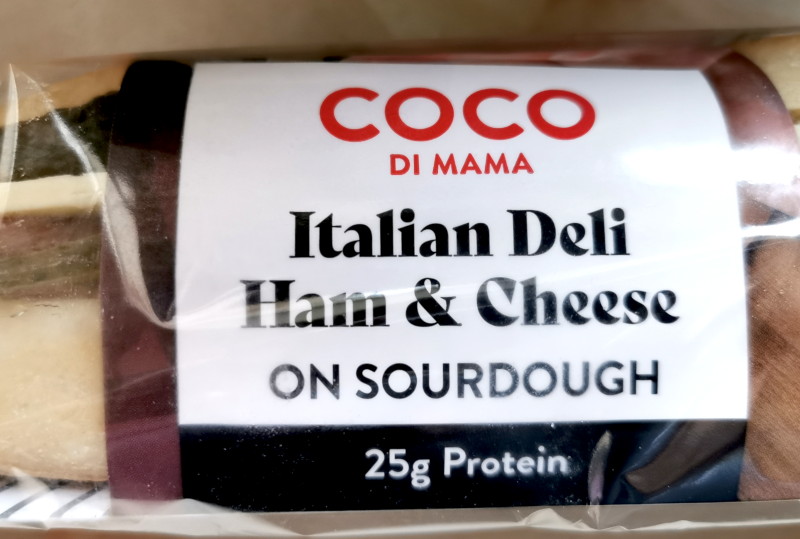 COCO
DI MAMA
Italian Deli
Ham & Cheese
ON SOURDOUGH
25g Protein